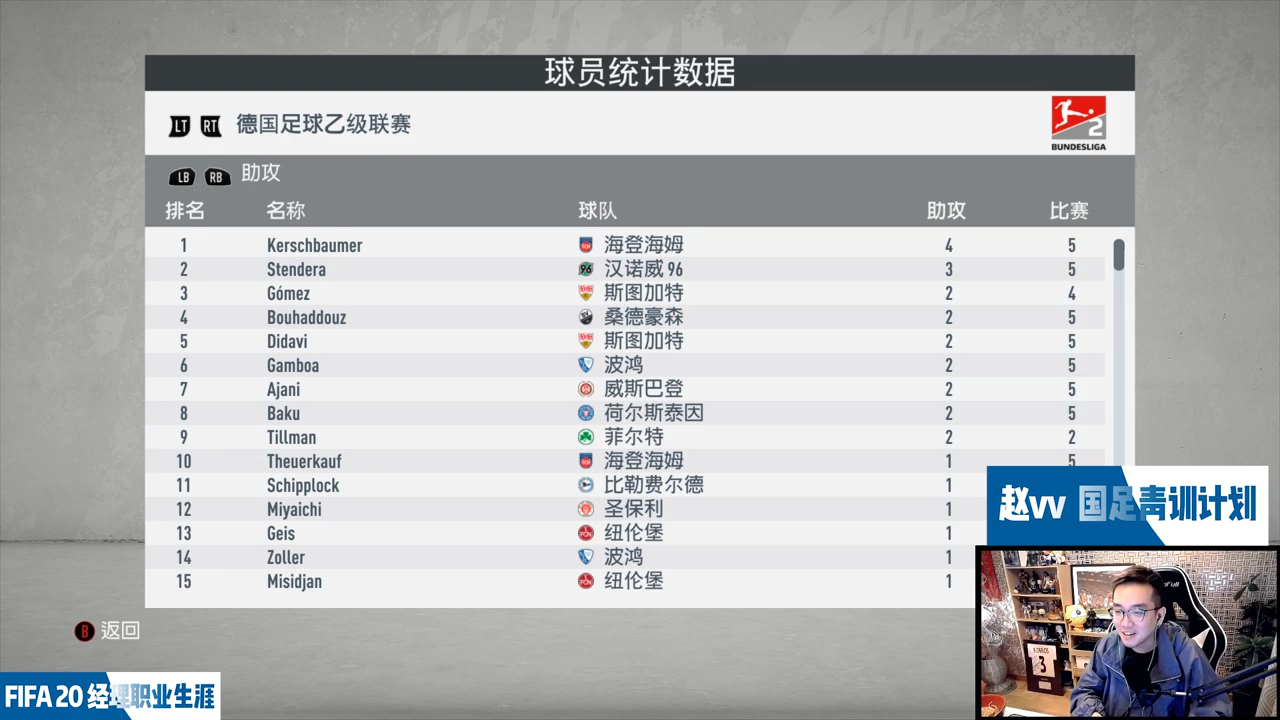 球员统计数据
LT RT 德国足球乙级联赛
2
BUNDESLIGA
LB RB 助攻
排名 名称 球队 助攻 比赛
1 Kerschbaumer 海登海姆 4 5
2 Stendera 汉诺威 96 3 5
3 Gómez 斯图加特 2 4
4 Bouhaddouz 桑德豪森 2 5
5 Didavi 斯图加特 2 5
6 Gamboa 波鸿 2 5
7 Ajani 威斯巴登 2 5
8 Baku 荷尔斯泰因 2 5
9 Tillman 菲尔特 2 2
10 Theuerkauf 海登海姆 1 5
11 Schipplock 比勒费尔德 1
12 Miyaichi 圣保利 1
13 Geis 纽伦堡 1
14 Zoller 波鸿 1
15 Misidjan 纽伦堡 1
赵vv 国足青训计划
3
B 返回
FIFA 20 经理职业生涯